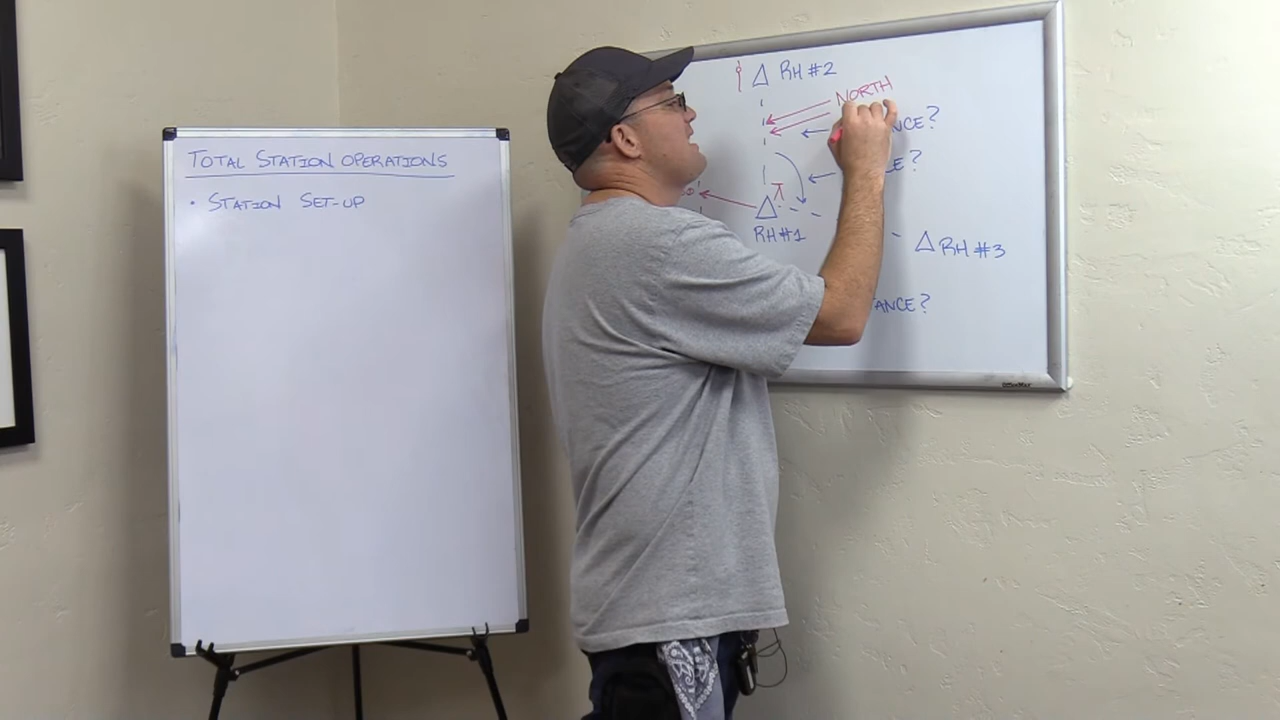 TOTAL STATION OPERATIONS
• STATION SET-UP
RH #2
NORTH
RH #1
RH #3